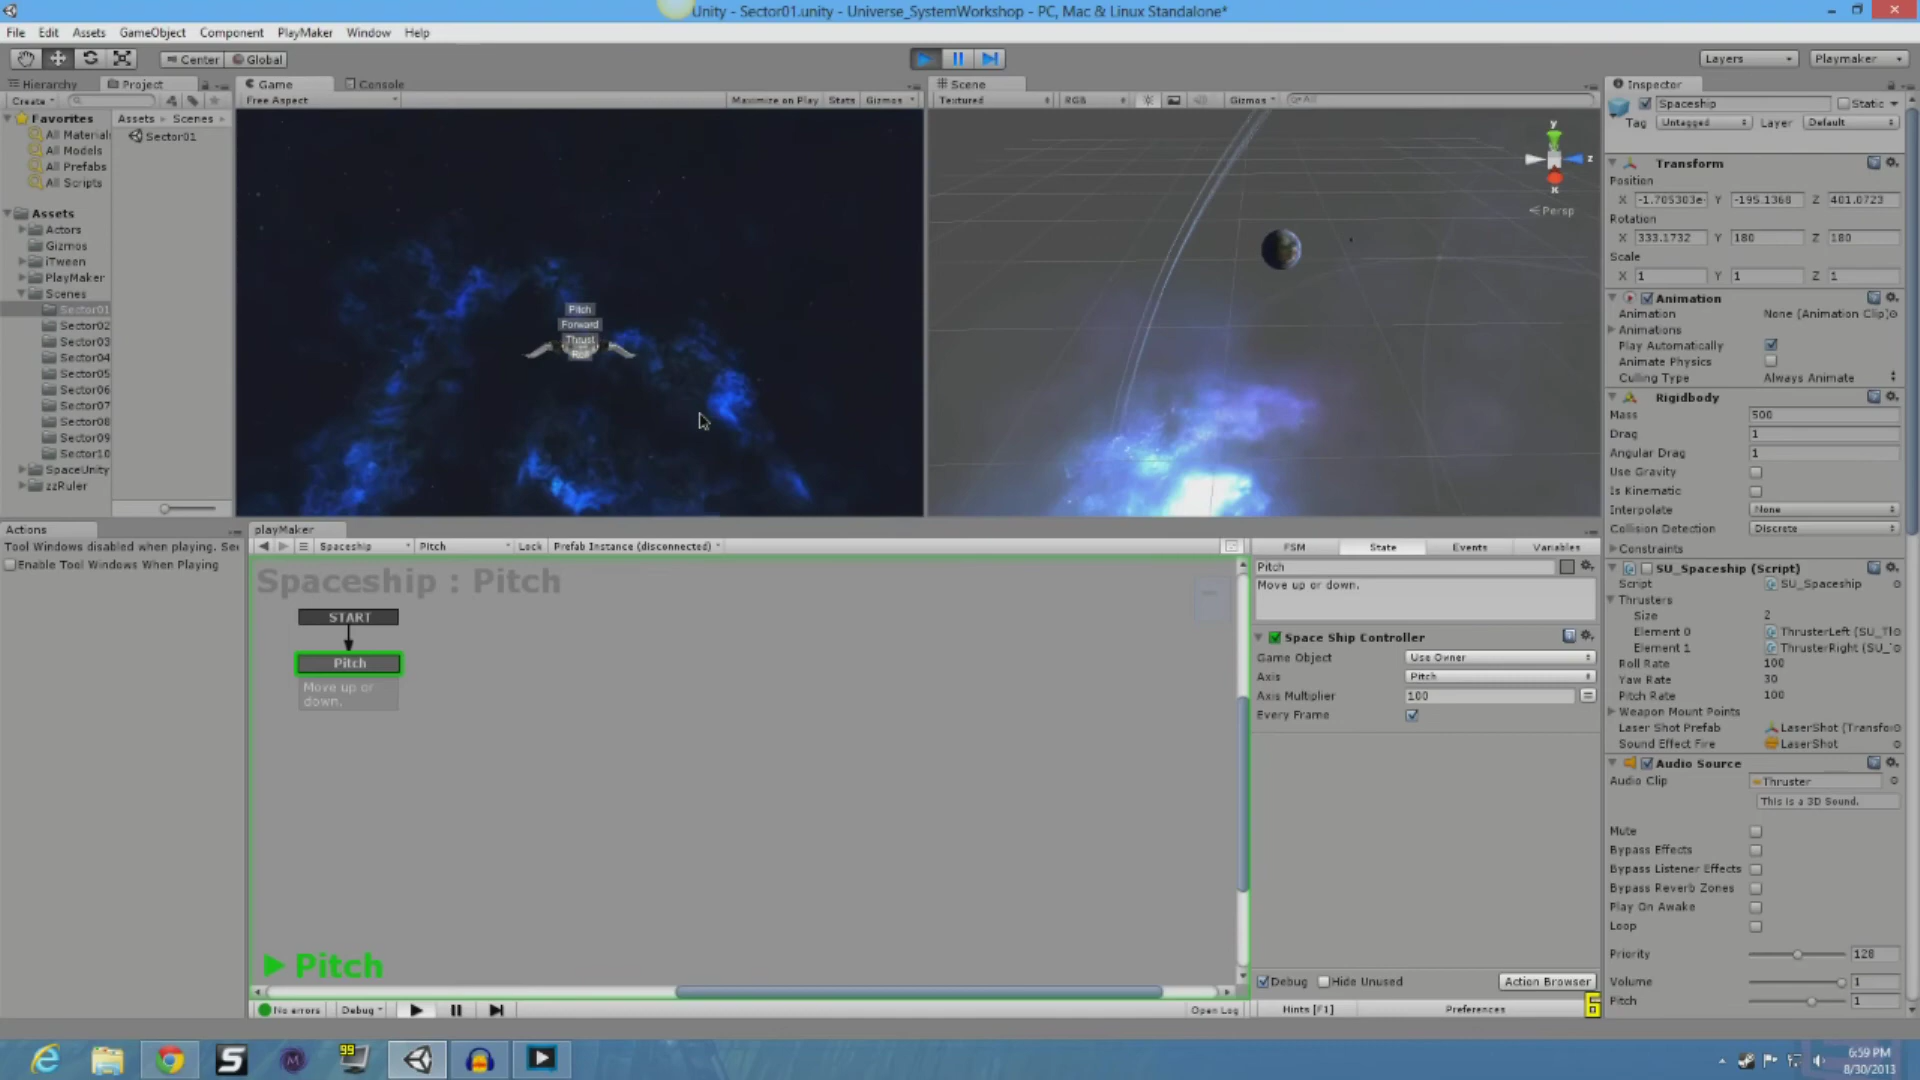 Unity - Sector01.unity - Universe_SystemWorkshop - PC, Mac & Linux Standalone*
File Edit Assets GameObject Component PlayMaker Window Help
Center Global Layers Playmaker
Hierarchy Project Game Console Scene Inspector
Create Free Aspect Maximize on Play Stats Gizmos Textured RGB Gizmos All
Spaceship Static
Tag Untagged Layer Default
Favorites
All Material
All Models
All Prefabs
All Scripts
Assets
Actors
Gizmos
iTween
PlayMaker
Scenes
Sector01
Sector02
Sector03
Sector04
Sector05
Sector06
Sector07
Sector08
Sector09
Sector10
SpaceUnity
zzRuler
Assets Scenes
Sector01
Pitch
Forward
Thrust
Roll
y
z
x
Persp
Transform
Position
X -1.705303e- Y -195.1368 Z 401.0723
Rotation
X 333.1732 Y 180 Z 180
Scale
X 1 Y 1 Z 1
Animation
Animation None (Animation Clip)
Animations
Play Automatically
Animate Physics
Culling Type Always Animate
Rigidbody
Mass 500
Drag 1
Angular Drag 1
Use Gravity
Is Kinematic
Interpolate None
Collision Detection Discrete
Constraints
SU_Spaceship (Script)
Script SU_Spaceship
Thrusters
Size 2
Element 0 ThrusterLeft (SU_Th
Element 1 ThrusterRight (SU_T
Roll Rate 100
Yaw Rate 30
Pitch Rate 100
Weapon Mount Points
Laser Shot Prefab LaserShot (Transfo
Sound Effect Fire LaserShot
Audio Source
Audio Clip Thruster
This is a 3D Sound.
Mute
Bypass Effects
Bypass Listener Effects
Bypass Reverb Zones
Play On Awake
Loop
Priority 128
Volume 1
Pitch 1
Actions
Tool Windows disabled when playing. See
Enable Tool Windows When Playing
playMaker
Spaceship Pitch Lock Prefab Instance (disconnected)
Spaceship : Pitch
START
Pitch
Move up or
down.
Pitch
No errors Debug Open Log
FSM State Events Variables
Pitch
Move up or down.
Space Ship Controller
Game Object Use Owner
Axis Pitch
Axis Multiplier 100
Every Frame
Debug Hide Unused Action Browser
Hints [F1] Preferences
6
99
6:59 PM
8/30/2013